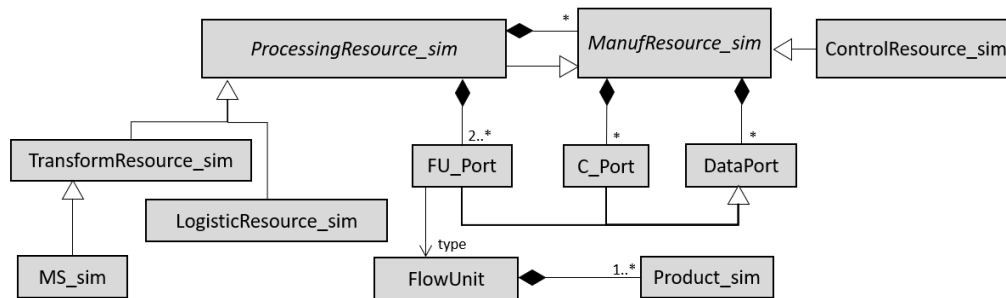 *
ProcessingResource_sim
ManufResource_sim
ControlResource_sim
2..*
*
*
TransformResource_sim
FU_Port
C_Port
DataPort
LogisticResource_sim
type
MS_sim
FlowUnit
1..*
Product_sim